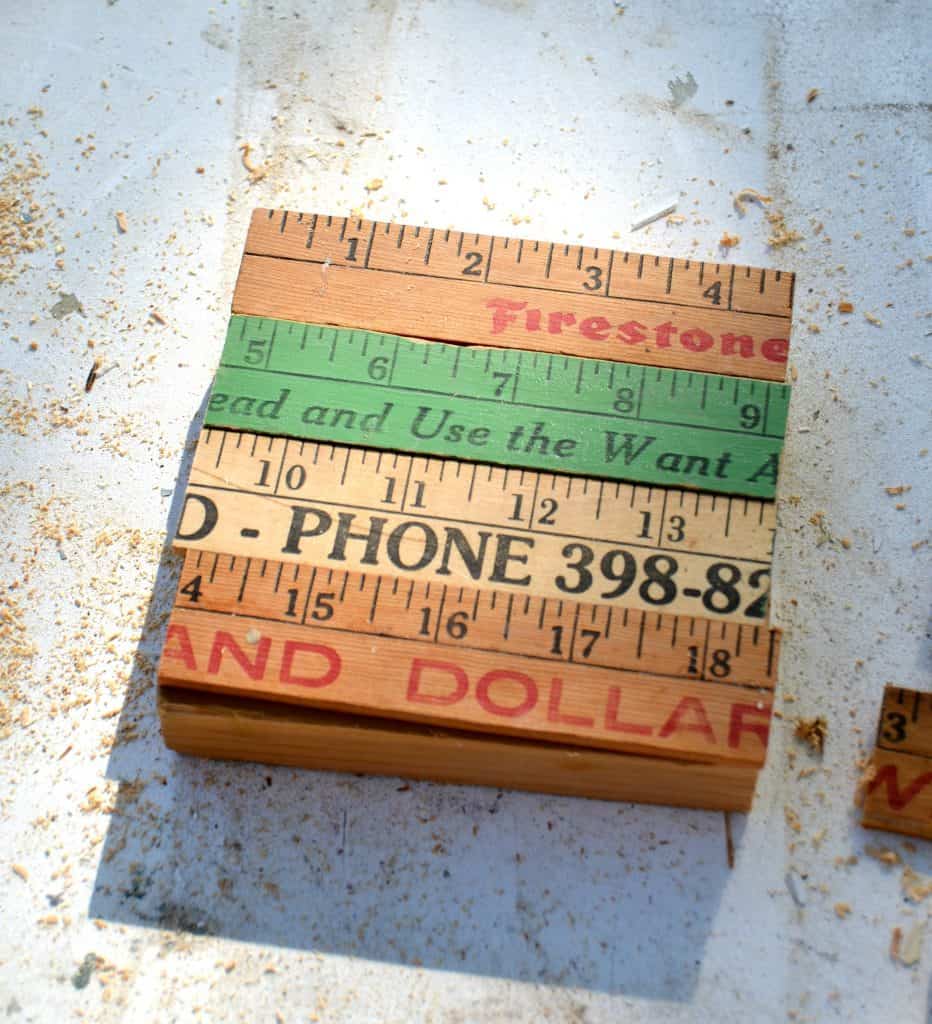 1 2 3 4
Firestone
5 6 7 8 9
ead and Use the Want A
10 11 12 13
D - PHONE 398-82
4 15 16 17 18
AND DOLLAR
3